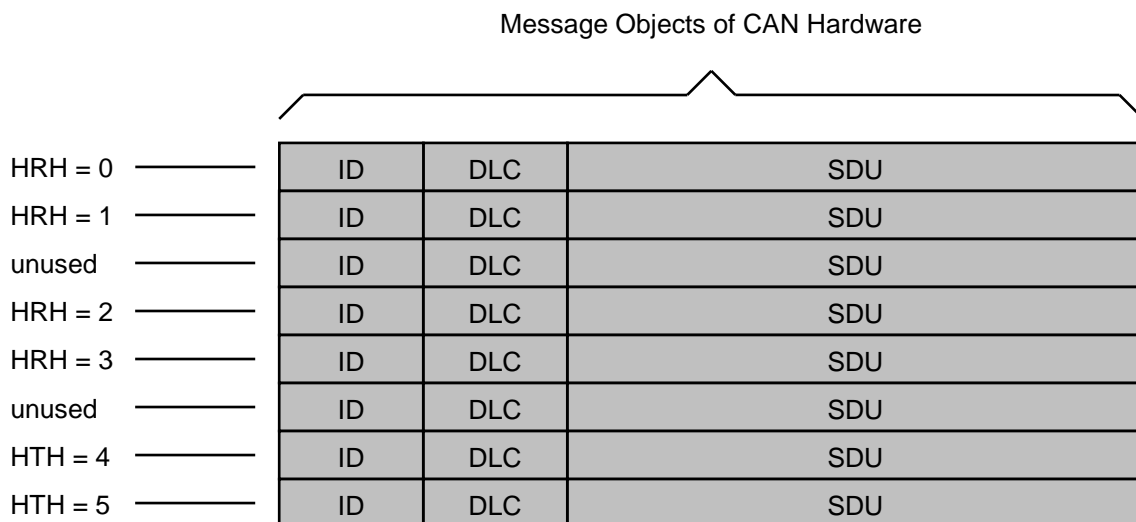 Message Objects of CAN Hardware
HRH = 0 ID DLC SDU
HRH = 1 ID DLC SDU
unused ID DLC SDU
HRH = 2 ID DLC SDU
HRH = 3 ID DLC SDU
unused ID DLC SDU
HTH = 4 ID DLC SDU
HTH = 5 ID DLC SDU